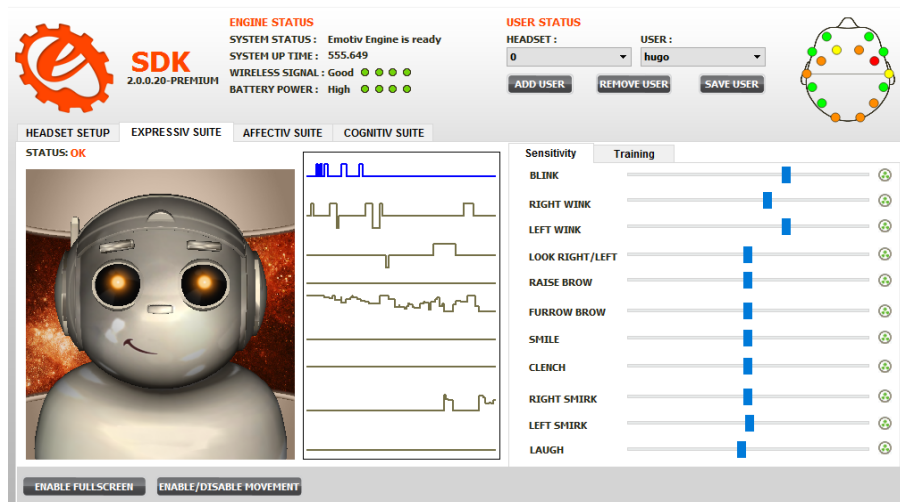 SDK
2.0.0.20-PREMIUM
ENGINE STATUS
SYSTEM STATUS : Emotiv Engine is ready
SYSTEM UP TIME : 555.649
WIRELESS SIGNAL : Good
BATTERY POWER : High
USER STATUS
HEADSET : USER :
0 hugo
ADD USER REMOVE USER SAVE USER
HEADSET SETUP EXPRESSIV SUITE AFFECTIV SUITE COGNITIV SUITE
STATUS: OK
Sensitivity Training
BLINK
RIGHT WINK
LEFT WINK
LOOK RIGHT/LEFT
RAISE BROW
FURROW BROW
SMILE
CLENCH
RIGHT SMIRK
LEFT SMIRK
LAUGH
ENABLE FULLSCREEN ENABLE/DISABLE MOVEMENT